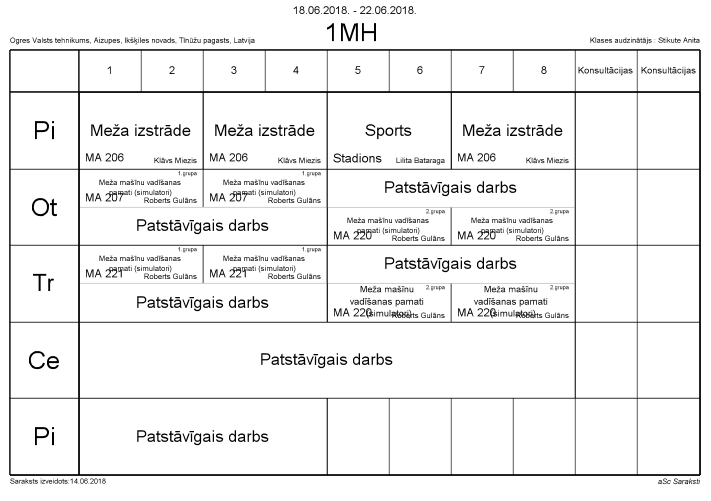 18.06.2018. - 22.06.2018.
1MH
Ogres Valsts tehnikums, Aizupes, Ikšķiles novads, Tīnūžu pagasts, Latvija
Klases audzinātājs : Stikute Anita
1 2 3 4 5 6 7 8 Konsultācijas Konsultācijas
Pi
Meža izstrāde
MA 206 Klāvs Miezis
Meža izstrāde
MA 206 Klāvs Miezis
Sports
Stadions Lilita Bataraga
Meža izstrāde
MA 206 Klāvs Miezis
Ot
1.grupa
Meža mašīnu vadīšanas
pamati (simulatori)
MA 207 Roberts Gulāns
1.grupa
Meža mašīnu vadīšanas
pamati (simulatori)
MA 207 Roberts Gulāns
Patstāvīgais darbs
Patstāvīgais darbs
2.grupa
Meža mašīnu vadīšanas
pamati (simulatori)
MA 220 Roberts Gulāns
2.grupa
Meža mašīnu vadīšanas
pamati (simulatori)
MA 220 Roberts Gulāns
Tr
1.grupa
Meža mašīnu vadīšanas
pamati (simulatori)
MA 221 Roberts Gulāns
1.grupa
Meža mašīnu vadīšanas
pamati (simulatori)
MA 221 Roberts Gulāns
Patstāvīgais darbs
Patstāvīgais darbs
Meža mašīnu 2.grupa
vadīšanas pamati
(simulatori)
MA 220 Roberts Gulāns
Meža mašīnu 2.grupa
vadīšanas pamati
(simulatori)
MA 220 Roberts Gulāns
Ce
Patstāvīgais darbs
Pi
Patstāvīgais darbs
Saraksts izveidots:14.06.2018
aSc Saraksti